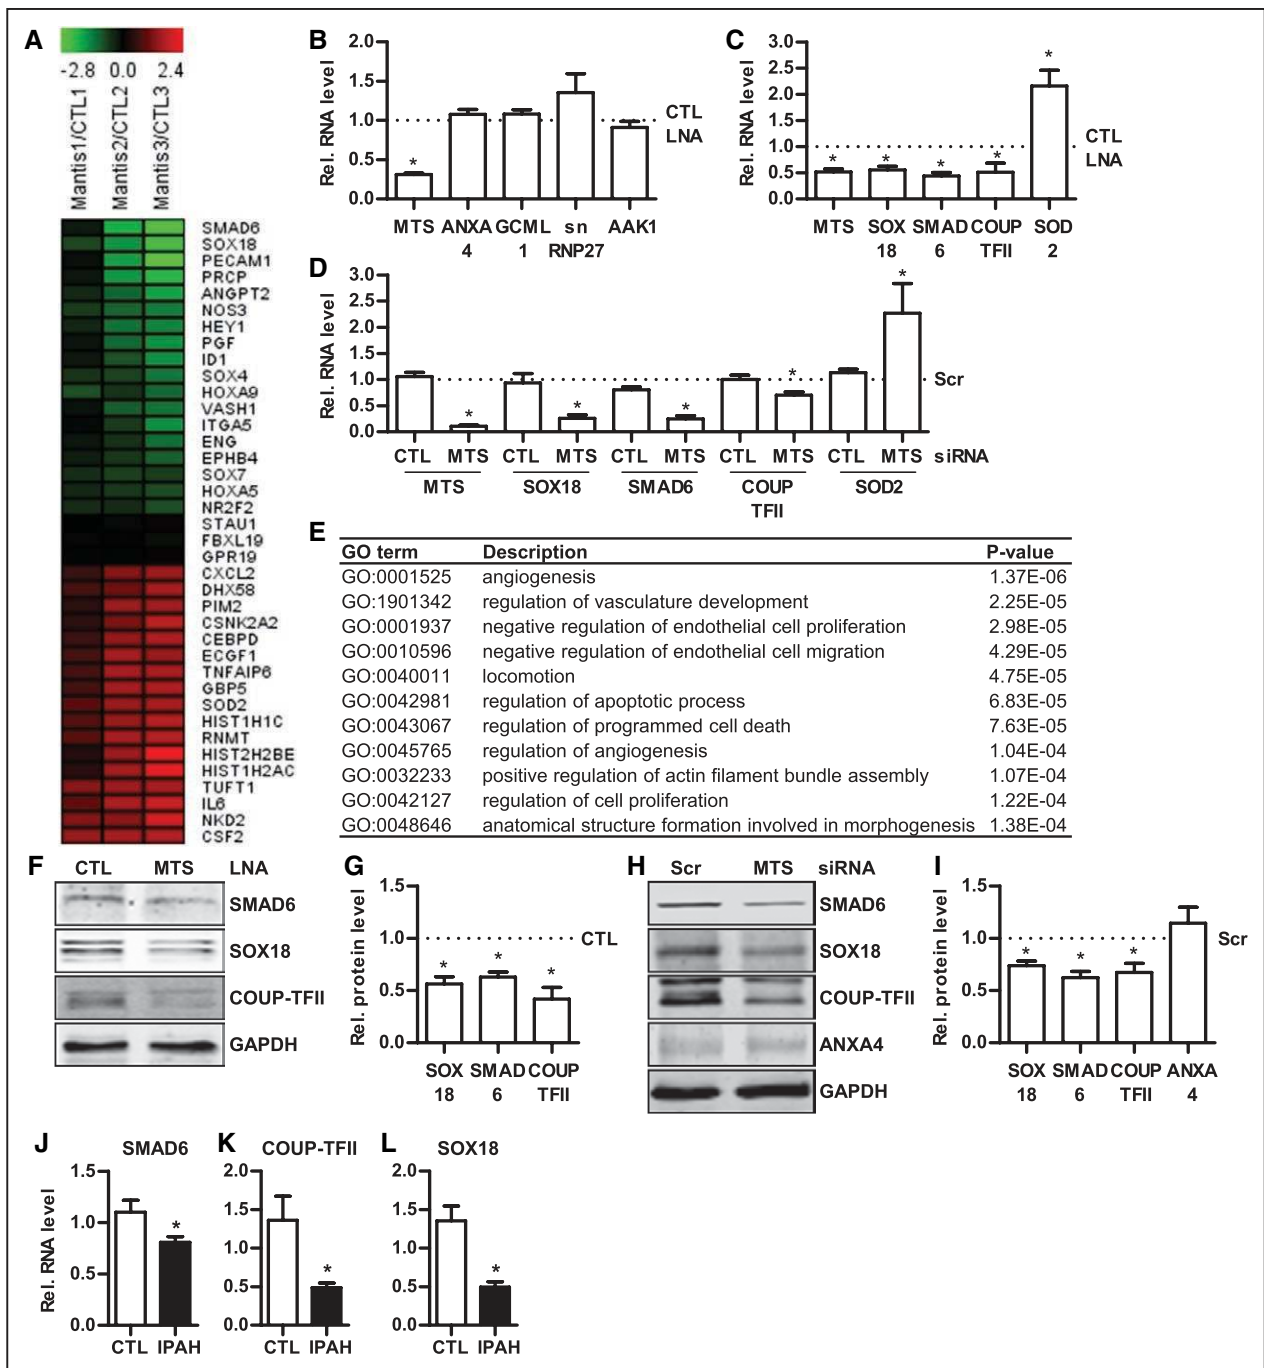 A
-2.8 0.0 2.4
Mantis1/CTL1
Mantis2/CTL2
Mantis3/CTL3
SMAD6
SOX18
PECAM1
PRCP
ANGPT2
NOS3
HEY1
PGF
ID1
SOX4
HOXA9
VASH1
ITGA5
ENG
EPHB4
SOX7
HOXA5
NR2F2
STAU1
FBXL19
GPR19
CXCL2
DHX58
PIM2
CSNK2A2
CEBPD
ECGF1
TNFAIP6
GBP5
SOD2
HIST1H1C
RNMT
HIST2H2BE
HIST1H2AC
TUFT1
IL6
NKD2
CSF2
B
Rel. RNA level
2.0
1.5
1.0
0.5
0.0
*
CTL
LNA
MTS ANXA GCML sn AAK1
4 1 RNP27
C
Rel. RNA level
3.0
2.5
2.0
1.5
1.0
0.5
0.0
* * * * *
CTL
LNA
MTS SOX SMAD COUP SOD
18 6 TFII 2
D
Rel. RNA level
3.0
2.5
2.0
1.5
1.0
0.5
0.0
* * * * *
Scr
CTL MTS CTL MTS CTL MTS CTL MTS CTL MTS siRNA
MTS SOX18 SMAD6 COUP SOD2
TFII
E
GO term Description P-value
GO:0001525 angiogenesis 1.37E-06
GO:1901342 regulation of vasculature development 2.25E-05
GO:0001937 negative regulation of endothelial cell proliferation 2.98E-05
GO:0010596 negative regulation of endothelial cell migration 4.29E-05
GO:0040011 locomotion 4.75E-05
GO:0042981 regulation of apoptotic process 6.83E-05
GO:0043067 regulation of programmed cell death 7.63E-05
GO:0045765 regulation of angiogenesis 1.04E-04
GO:0032233 positive regulation of actin filament bundle assembly 1.07E-04
GO:0042127 regulation of cell proliferation 1.22E-04
GO:0048646 anatomical structure formation involved in morphogenesis 1.38E-04
F
CTL MTS LNA
SMAD6
SOX18
COUP-TFII
GAPDH
G
Rel. protein level
1.5
1.0
0.5
0.0
* * *
CTL
SOX SMAD COUP
18 6 TFII
H
Scr MTS siRNA
SMAD6
SOX18
COUP-TFII
ANXA4
GAPDH
I
Rel. protein level
1.5
1.0
0.5
0.0
* * *
Scr
SOX SMAD COUP ANXA
18 6 TFII 4
J
SMAD6
Rel. RNA level
1.5
1.0
0.5
0.0
*
CTL IPAH
K
COUP-TFII
2.0
1.5
1.0
0.5
0.0
*
CTL IPAH
L
SOX18
2.0
1.5
1.0
0.5
0.0
*
CTL IPAH